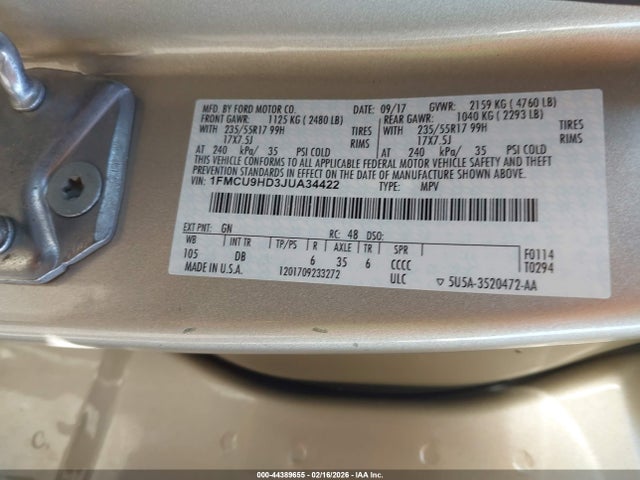 MFD. BY FORD MOTOR CO. 09/17 GVWR: 2159 KG ( 4760 LB)
FRONT GAWR: 1125 KG ( 2480 LB) REAR GAWR: 1040 KG ( 2293 LB)
WITH 235/55R17 99H TIRES WITH 235/55R17 99H TIRES
17X7.5J RIMS 17X7.5J RIMS
AT 240 kPa/ 35 PSI COLD AT 240 kPa/ 35 PSI COLD
THIS VEHICLE CONFORMS TO ALL APPLICABLE FEDERAL MOTOR VEHICLE SAFETY AND THEFT
PREVENTION STANDARDS IN EFFECT ON THE DATE OF MANUFACTURE SHOWN ABOVE.
VIN: 1FMCU9HD3JUA34422 TYPE: MPV
EXT PNT: GN RC: 48 DSO:
WB INT TR TP/PS R AXLE TR SPR F0114
105 DB 6 35 6 CCCC T0294
MADE IN U.S.A. 1201709233272 ULC ▽ 5U5A-3520472-AA
000-44389655 - 02/16/2026 - IAA Inc.